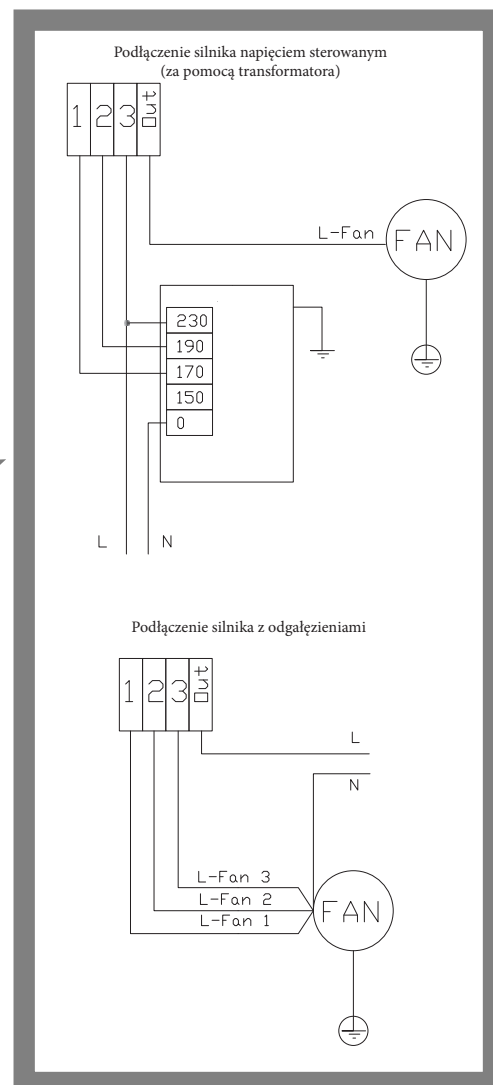 Podłączenie silnika napięciem sterowanym
(za pomocą transformatora)
1 2 3 Out
L-Fan
FAN
230
190
170
150
0
L N
Podłączenie silnika z odgałęzieniami
1 2 3 Out
L
N
L-Fan 3
L-Fan 2
L-Fan 1
FAN